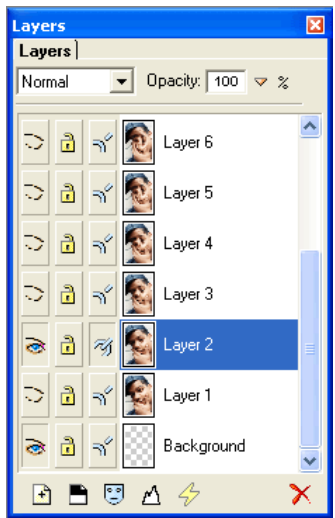 Layers
Layers
Normal Opacity: 100 %
Layer 6
Layer 5
Layer 4
Layer 3
Layer 2
Layer 1
Background